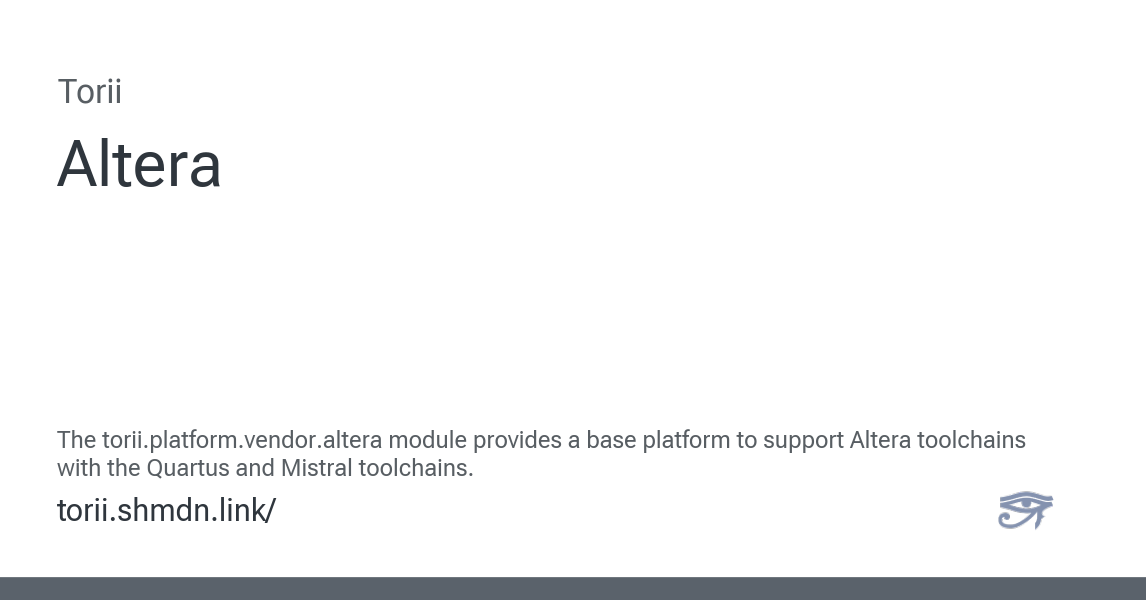 Torii
Altera
The torii.platform.vendor.altera module provides a base platform to support Altera toolchains
with the Quartus and Mistral toolchains.
torii.shmdn.link/